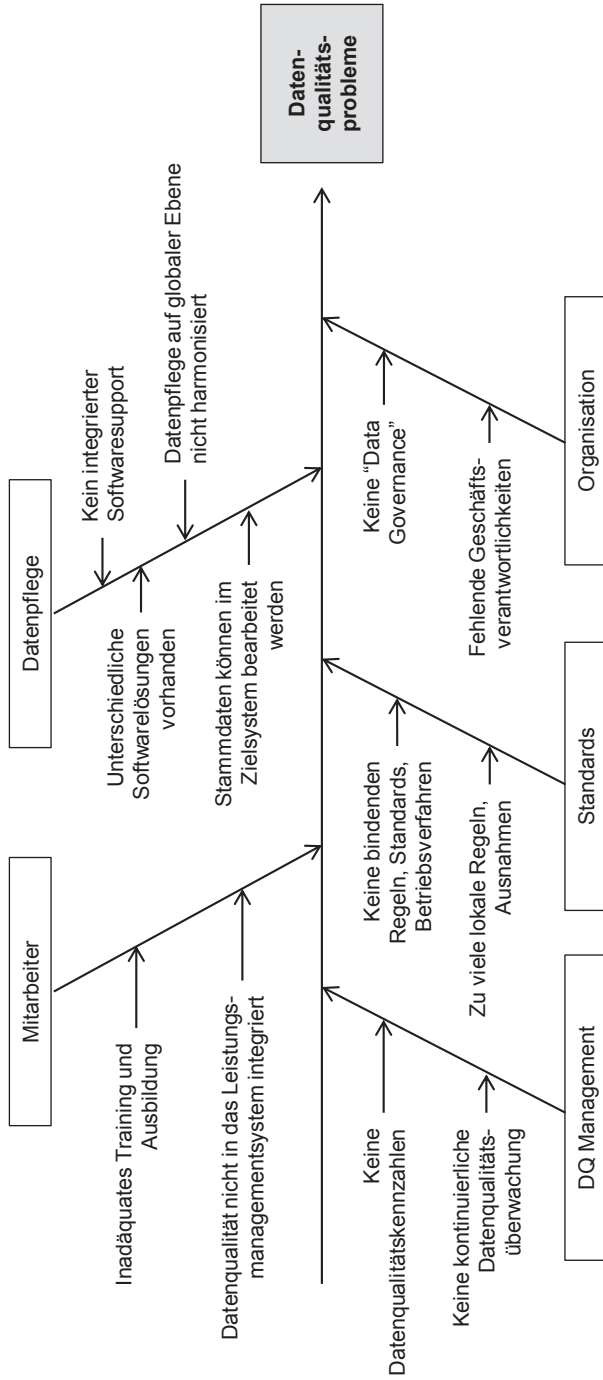 Mitarbeiter
Inadäquates Training und
Ausbildung
Datenqualität nicht in das Leistungs-
managementsystem integriert
Datenpflege
Kein integrierter
Softwaresupport
Unterschiedliche
Softwarelösungen
vorhanden
Datenpflege auf globaler Ebene
nicht harmonisiert
Stammdaten können im
Zielsystem bearbeitet
werden
Daten-
qualitäts-
probleme
Keine
Datenqualitätskennzahlen
Keine kontinuierliche
Datenqualitäts-
überwachung
DQ Management
Keine bindenden
Regeln, Standards,
Betriebsverfahren
Zu viele lokale Regeln,
Ausnahmen
Standards
Keine “Data
Governance”
Fehlende Geschäfts-
verantwortlichkeiten
Organisation